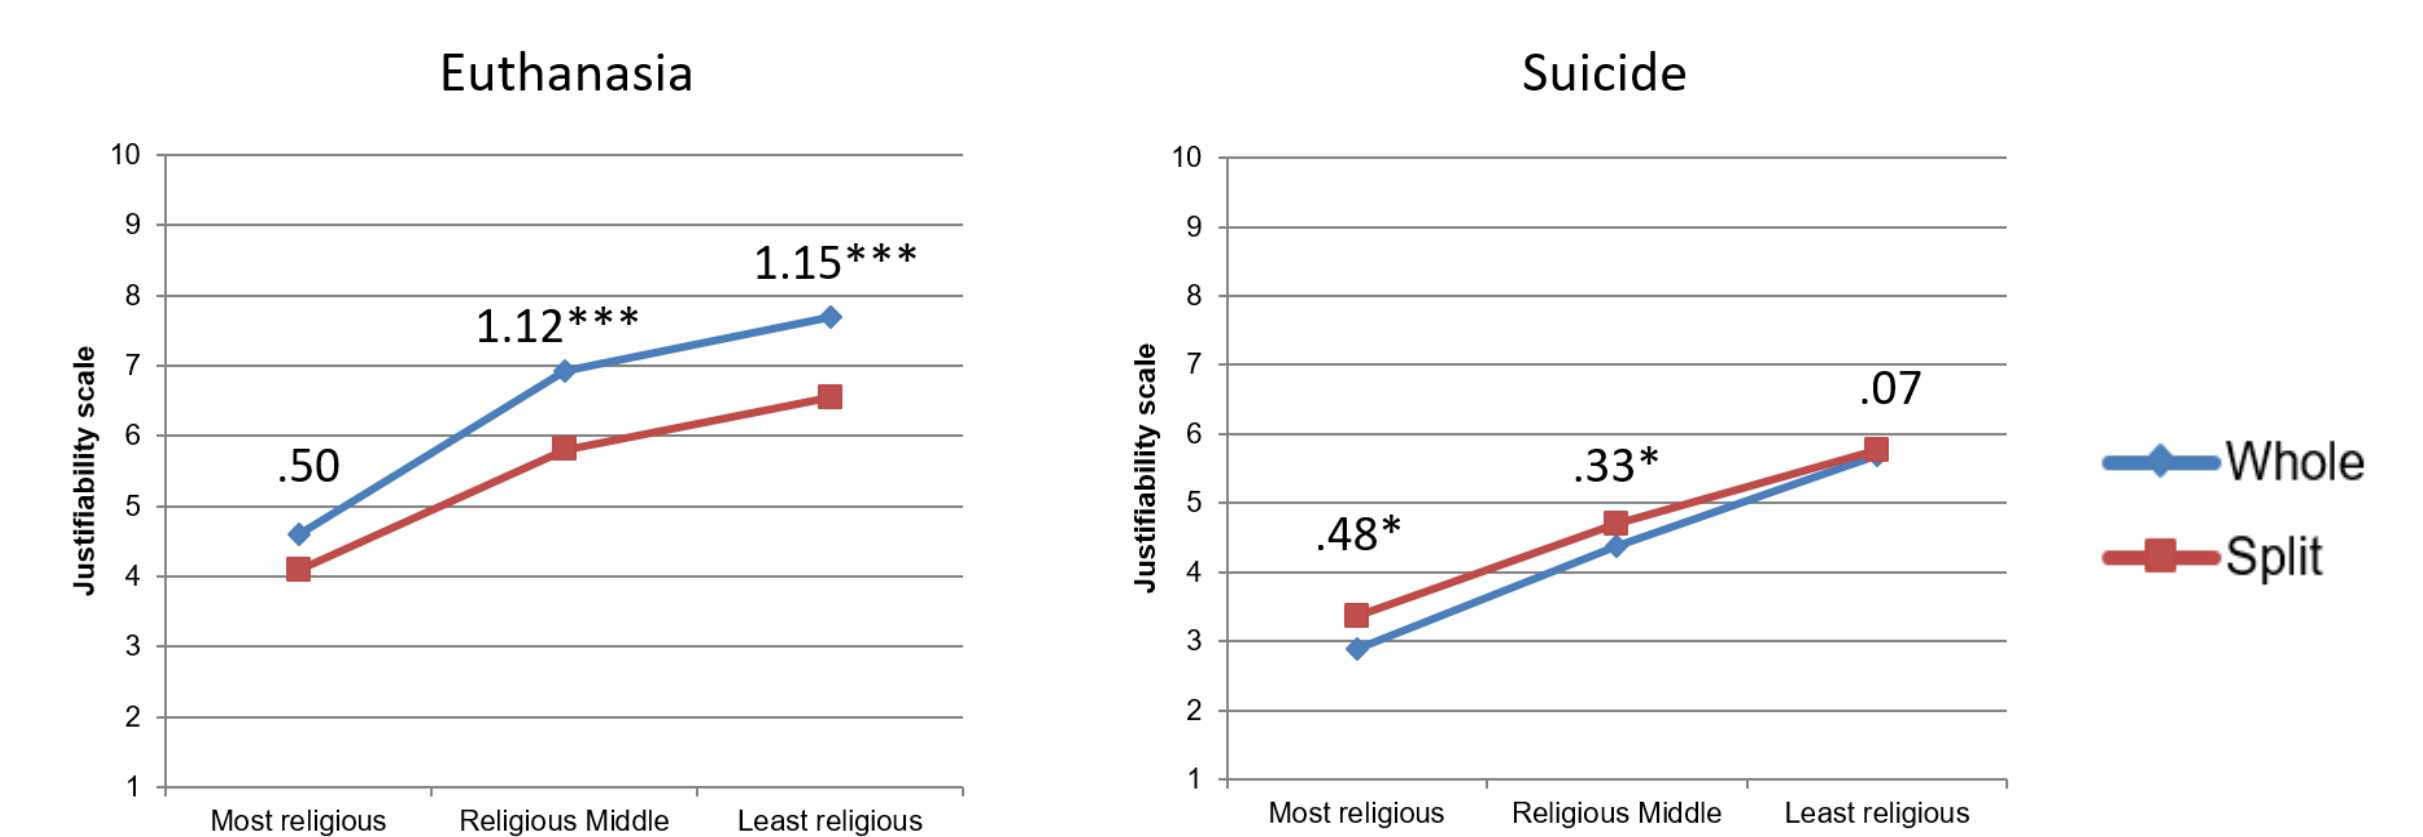 Euthanasia
Justifiability scale
10
9
8
7
6
5
4
3
2
1
.50
1.12***
1.15***
Most religious
Religious Middle
Least religious
Suicide
Justifiability scale
10
9
8
7
6
5
4
3
2
1
.48*
.33*
.07
Most religious
Religious Middle
Least religious
Whole
Split